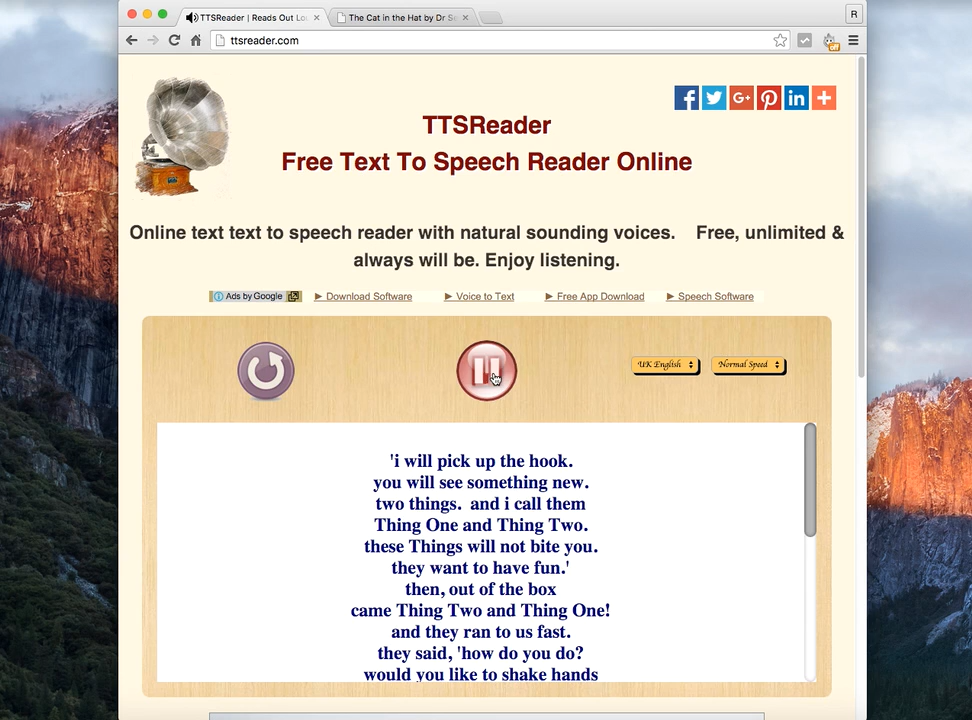 TTSReader | Reads Out Lo
The Cat in the Hat by Dr Se
R
ttsreader.com
off
TTSReader
Free Text To Speech Reader Online
Online text text to speech reader with natural sounding voices. Free, unlimited &
always will be. Enjoy listening.
Ads by Google
► Download Software
► Voice to Text
► Free App Download
► Speech Software
UK English
Normal Speed
'i will pick up the hook.
you will see something new.
two things. and i call them
Thing One and Thing Two.
these Things will not bite you.
they want to have fun.'
then, out of the box
came Thing Two and Thing One!
and they ran to us fast.
they said, 'how do you do?
would you like to shake hands